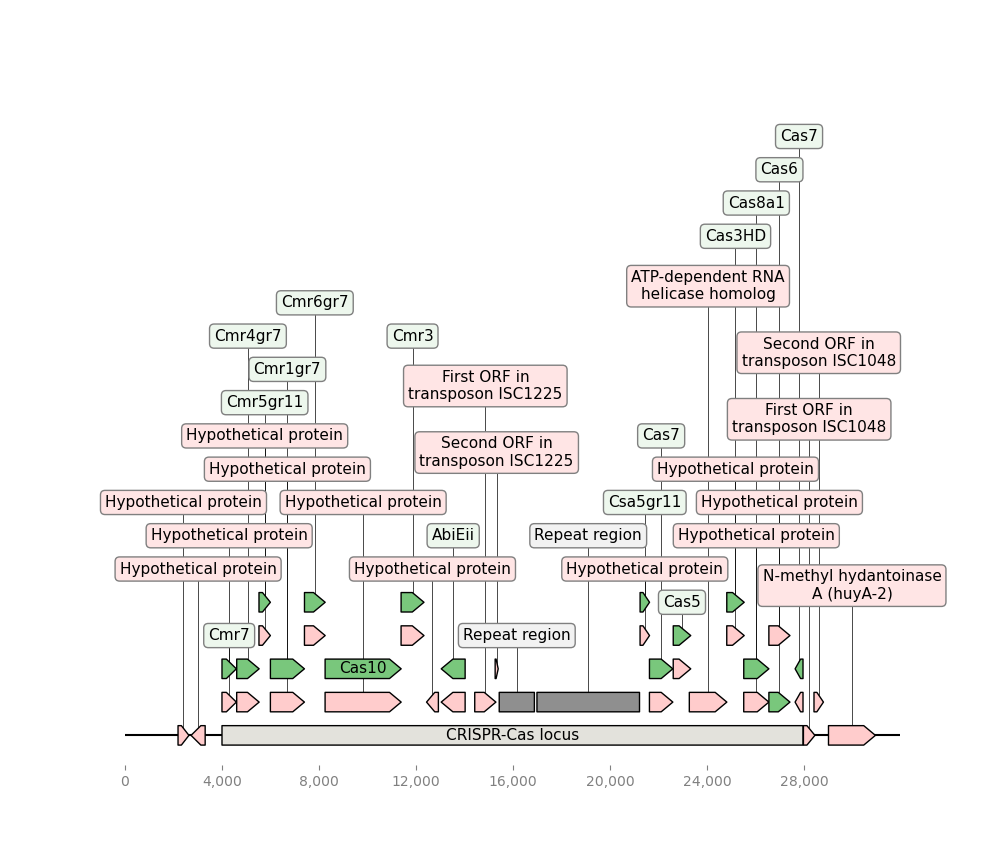 Cas7
Cas6
Cas8a1
Cas3HD
ATP-dependent RNA
helicase homolog
Cmr6gr7
Cmr4gr7
Cmr3
Second ORF in
transposon ISC1048
Cmr1gr7
First ORF in
transposon ISC1225
Cmr5gr11
First ORF in
transposon ISC1048
Hypothetical protein
Second ORF in
transposon ISC1225
Cas7
Hypothetical protein
Hypothetical protein
Hypothetical protein
Hypothetical protein
Csa5gr11
Hypothetical protein
Hypothetical protein
AbiEii
Repeat region
Hypothetical protein
Hypothetical protein
Hypothetical protein
Hypothetical protein
N-methyl hydantoinase
A (huyA-2)
Cas5
Cmr7
Repeat region
Cas10
CRISPR-Cas locus
0 4,000 8,000 12,000 16,000 20,000 24,000 28,000